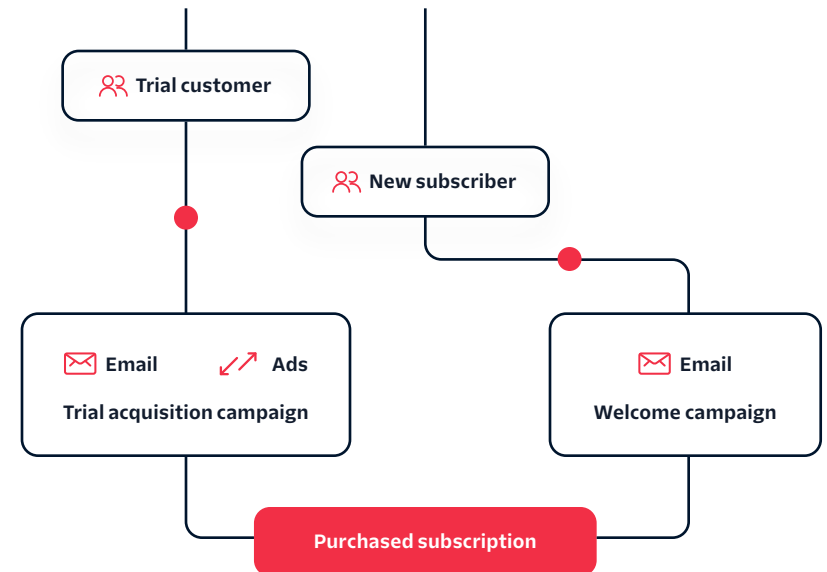 Trial customer
New subscriber
Email Ads
Trial acquisition campaign
Email
Welcome campaign
Purchased subscription